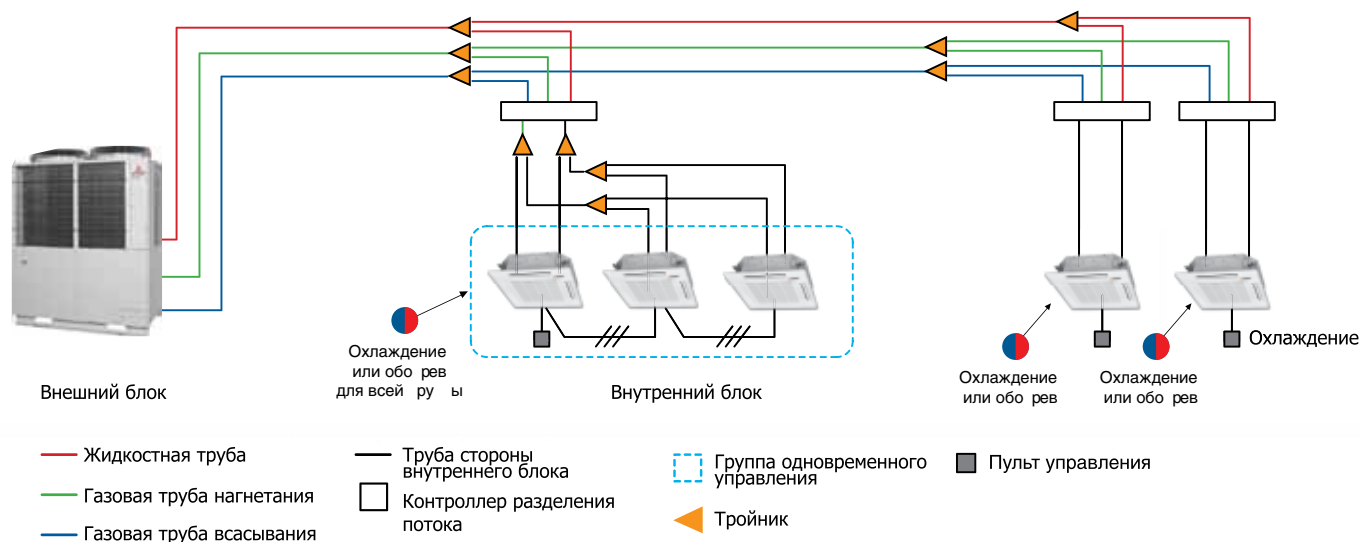 Охлаждение
Охлаждение
или обо рев
для всей ру ы
Внешний блок
Внутренний блок
Охлаждение
или обо рев
Охлаждение
или обо рев
Жидкостная труба
Газовая труба нагнетания
Газовая труба всасывания
Труба стороны
внутреннего блока
Контроллер разделения
потока
Группа одновременного
управления
Тройник
Пульт управления